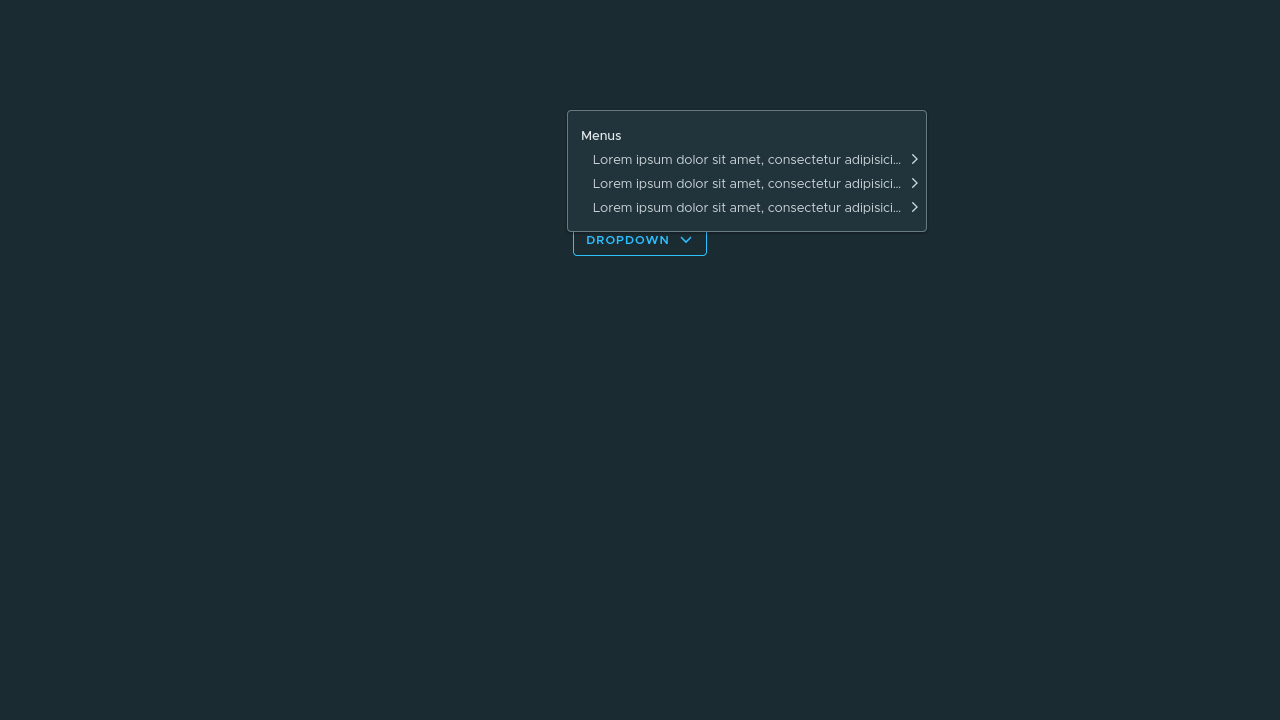 Menus
Lorem ipsum dolor sit amet, consectetur adipisici...
Lorem ipsum dolor sit amet, consectetur adipisici...
Lorem ipsum dolor sit amet, consectetur adipisici...
DROPDOWN